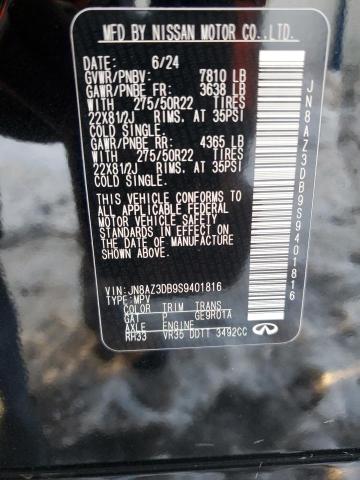 MFD BY NISSAN MOTOR CO.,LTD.
DATE: 6/24
GVWR/PNBV: 7810 LB
GAWR/PNBE FR: 3638 LB
WITH 275/50R22 TIRES
22X81/2J RIMS, AT 35PSI
COLD SINGLE.
GAWR/PNBE RR: 4365 LB
WITH 275/50R22 TIRES
22X81/2J RIMS, AT 35PSI
COLD SINGLE.
THIS VEHICLE CONFORMS TO
ALL APPLICABLE FEDERAL
MOTOR VEHICLE SAFETY
STANDARDS IN EFFECT ON
THE DATE OF MANUFACTURE
SHOWN ABOVE.
VIN: JN8AZ3DB9S9401816
TYPE: MPV
COLOR TRIM TRANS
GAT P GE9R01A
AXLE ENGINE
RH33 VR35 DDTT 3492CC
INFINITI
JN8AZ3DB9S9401816